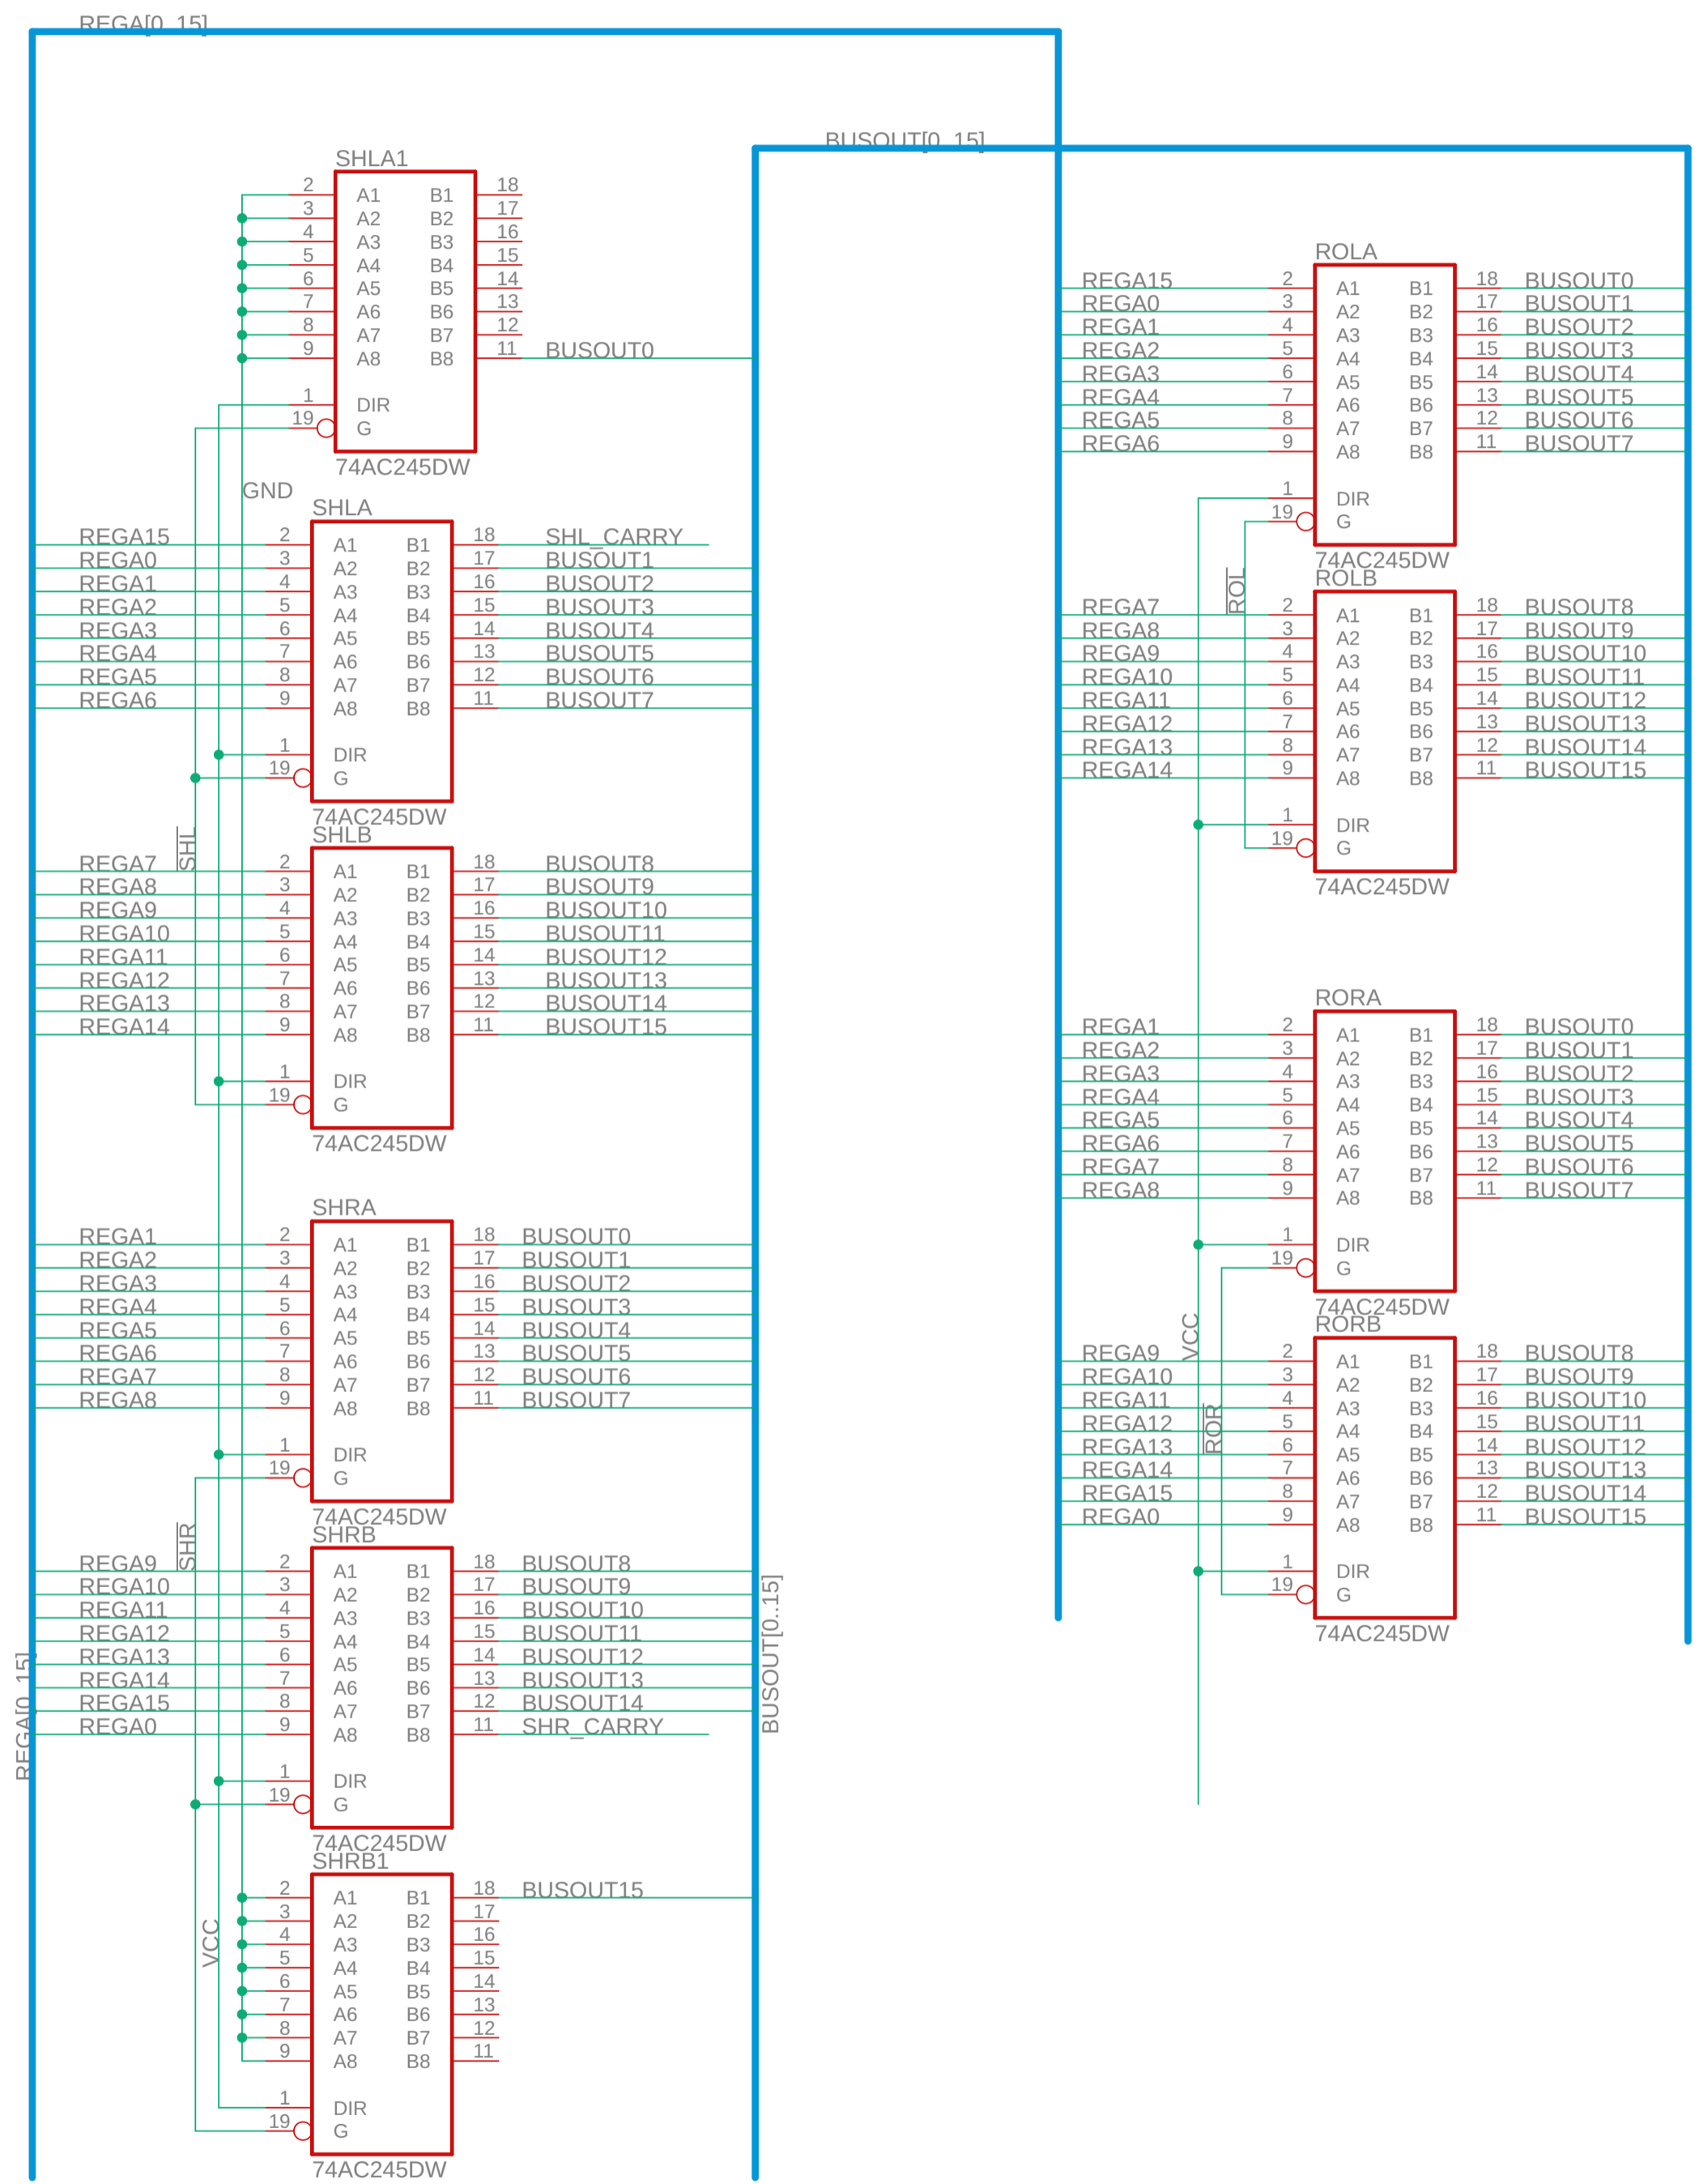 REGA[0..15]
BUSOUT[0..15]
SHLA1
2 A1 B1 18
3 A2 B2 17
4 A3 B3 16
5 A4 B4 15
6 A5 B5 14
7 A6 B6 13
8 A7 B7 12
9 A8 B8 11 BUSOUT0
1 DIR
19 G
74AC245DW
GND
SHLA
REGA15 2 A1 B1 18 SHL_CARRY
REGA0 3 A2 B2 17 BUSOUT1
REGA1 4 A3 B3 16 BUSOUT2
REGA2 5 A4 B4 15 BUSOUT3
REGA3 6 A5 B5 14 BUSOUT4
REGA4 7 A6 B6 13 BUSOUT5
REGA5 8 A7 B7 12 BUSOUT6
REGA6 9 A8 B8 11 BUSOUT7
1 DIR
19 G
74AC245DW
SHL
SHLB
REGA7 2 A1 B1 18 BUSOUT8
REGA8 3 A2 B2 17 BUSOUT9
REGA9 4 A3 B3 16 BUSOUT10
REGA10 5 A4 B4 15 BUSOUT11
REGA11 6 A5 B5 14 BUSOUT12
REGA12 7 A6 B6 13 BUSOUT13
REGA13 8 A7 B7 12 BUSOUT14
REGA14 9 A8 B8 11 BUSOUT15
1 DIR
19 G
74AC245DW
SHRA
REGA1 2 A1 B1 18 BUSOUT0
REGA2 3 A2 B2 17 BUSOUT1
REGA3 4 A3 B3 16 BUSOUT2
REGA4 5 A4 B4 15 BUSOUT3
REGA5 6 A5 B5 14 BUSOUT4
REGA6 7 A6 B6 13 BUSOUT5
REGA7 8 A7 B7 12 BUSOUT6
REGA8 9 A8 B8 11 BUSOUT7
1 DIR
19 G
74AC245DW
SHR
SHRB
REGA9 2 A1 B1 18 BUSOUT8
REGA10 3 A2 B2 17 BUSOUT9
REGA11 4 A3 B3 16 BUSOUT10
REGA12 5 A4 B4 15 BUSOUT11
REGA13 6 A5 B5 14 BUSOUT12
REGA14 7 A6 B6 13 BUSOUT13
REGA15 8 A7 B7 12 BUSOUT14
REGA0 9 A8 B8 11 SHR_CARRY
1 DIR
19 G
74AC245DW
REGA[0..15]
BUSOUT[0..15]
SHRB1
2 A1 B1 18 BUSOUT15
3 A2 B2 17
4 A3 B3 16
5 A4 B4 15
6 A5 B5 14
7 A6 B6 13
8 A7 B7 12
9 A8 B8 11
VCC
1 DIR
19 G
74AC245DW
ROLA
REGA15 2 A1 B1 18 BUSOUT0
REGA0 3 A2 B2 17 BUSOUT1
REGA1 4 A3 B3 16 BUSOUT2
REGA2 5 A4 B4 15 BUSOUT3
REGA3 6 A5 B5 14 BUSOUT4
REGA4 7 A6 B6 13 BUSOUT5
REGA5 8 A7 B7 12 BUSOUT6
REGA6 9 A8 B8 11 BUSOUT7
1 DIR
19 G
74AC245DW
ROL
ROLB
REGA7 2 A1 B1 18 BUSOUT8
REGA8 3 A2 B2 17 BUSOUT9
REGA9 4 A3 B3 16 BUSOUT10
REGA10 5 A4 B4 15 BUSOUT11
REGA11 6 A5 B5 14 BUSOUT12
REGA12 7 A6 B6 13 BUSOUT13
REGA13 8 A7 B7 12 BUSOUT14
REGA14 9 A8 B8 11 BUSOUT15
1 DIR
19 G
74AC245DW
RORA
REGA1 2 A1 B1 18 BUSOUT0
REGA2 3 A2 B2 17 BUSOUT1
REGA3 4 A3 B3 16 BUSOUT2
REGA4 5 A4 B4 15 BUSOUT3
REGA5 6 A5 B5 14 BUSOUT4
REGA6 7 A6 B6 13 BUSOUT5
REGA7 8 A7 B7 12 BUSOUT6
REGA8 9 A8 B8 11 BUSOUT7
1 DIR
19 G
74AC245DW
VCC
RORB
REGA9 2 A1 B1 18 BUSOUT8
REGA10 3 A2 B2 17 BUSOUT9
REGA11 4 A3 B3 16 BUSOUT10
REGA12 5 A4 B4 15 BUSOUT11
REGA13 6 A5 B5 14 BUSOUT12
REGA14 7 A6 B6 13 BUSOUT13
REGA15 8 A7 B7 12 BUSOUT14
REGA0 9 A8 B8 11 BUSOUT15
ROR
1 DIR
19 G
74AC245DW